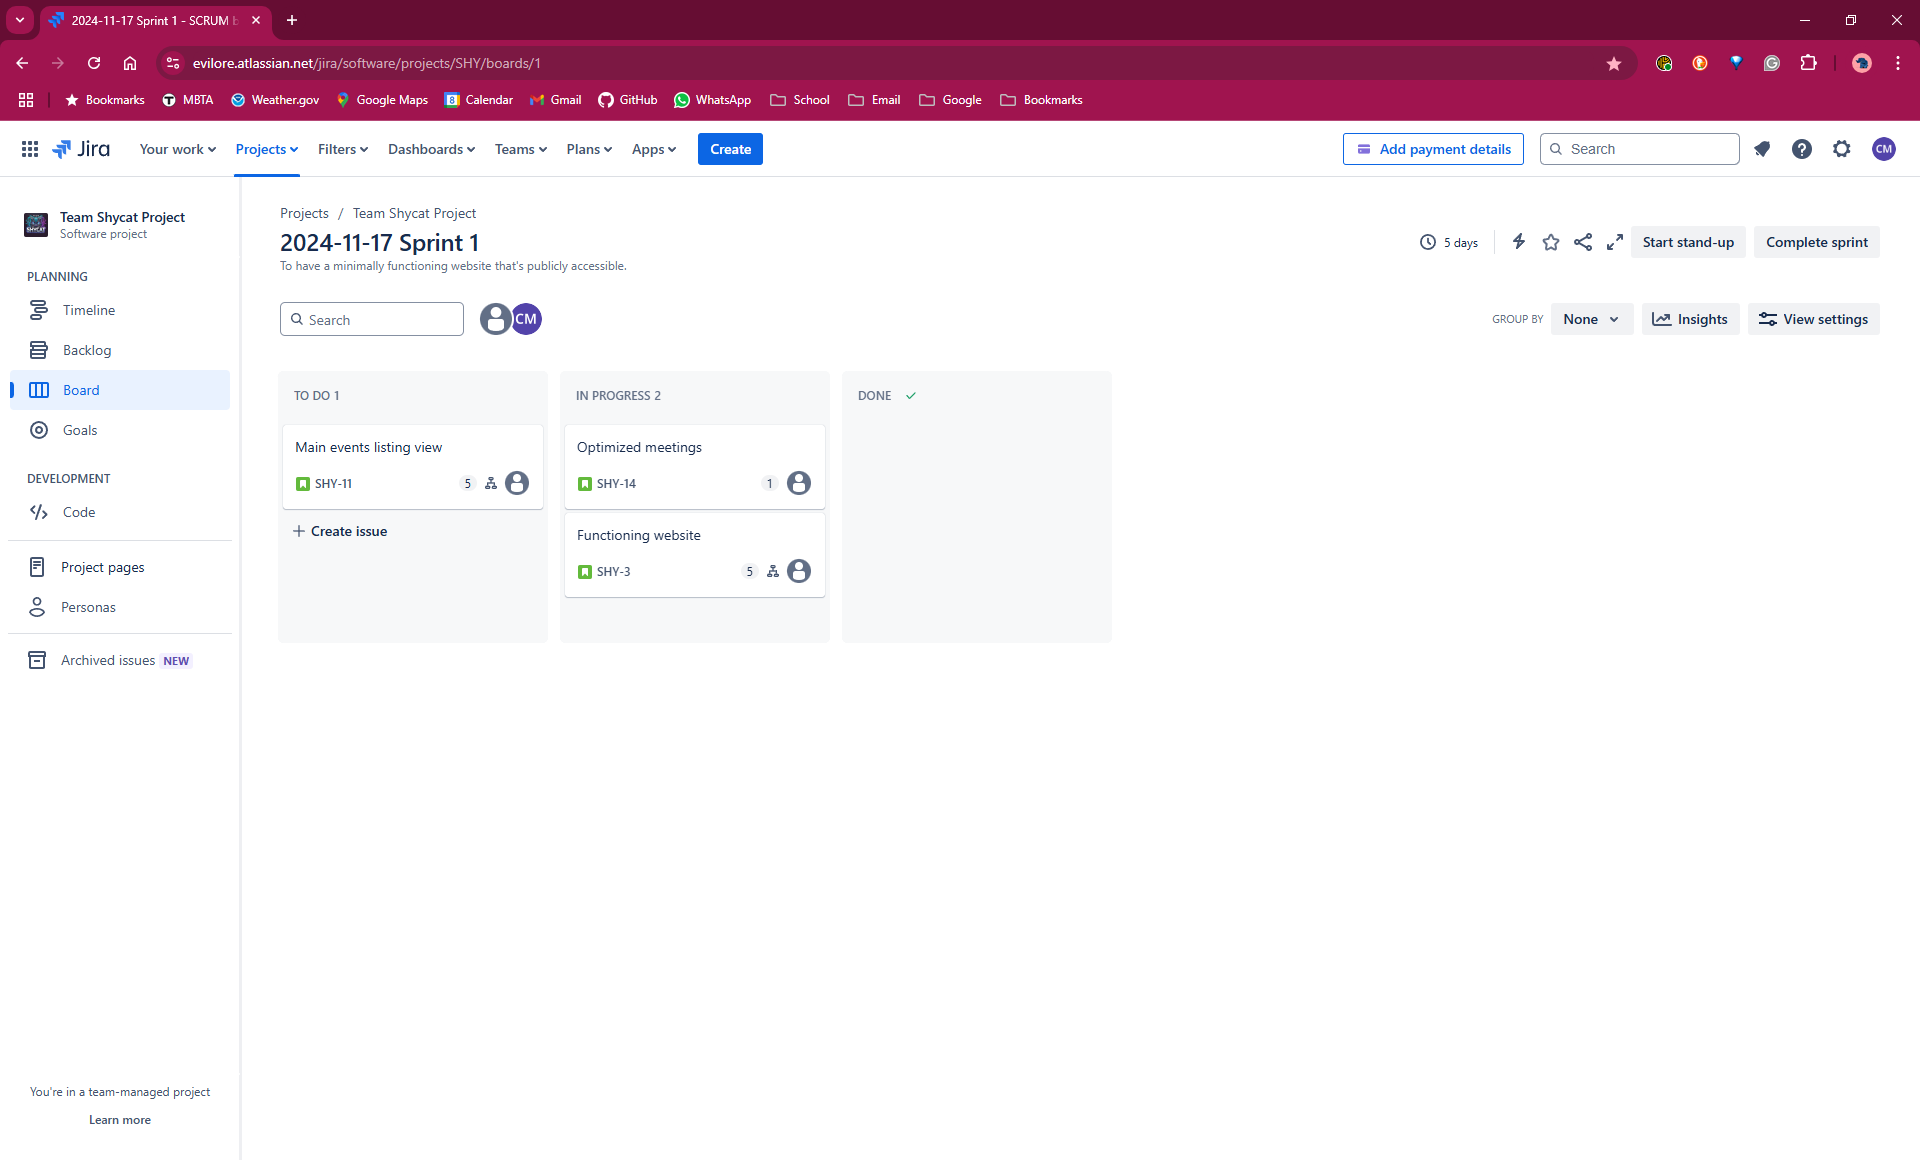 2024-11-17 Sprint 1 - SCRUM b
evilore.atlassian.net/jira/software/projects/SHY/boards/1
Bookmarks MBTA Weather.gov Google Maps Calendar Gmail GitHub WhatsApp School Email Google Bookmarks
Jira Your work Projects Filters Dashboards Teams Plans Apps Create Add payment details Search CM
Team Shycat Project
Software project
PLANNING
Timeline
Backlog
Board
Goals
DEVELOPMENT
Code
Project pages
Personas
Archived issues NEW
You're in a team-managed project
Learn more
Projects / Team Shycat Project
2024-11-17 Sprint 1
To have a minimally functioning website that's publicly accessible.
5 days Start stand-up Complete sprint
Search CM GROUP BY None Insights View settings
TO DO 1
Main events listing view
SHY-11 5
Create issue
IN PROGRESS 2
Optimized meetings
SHY-14 1
Functioning website
SHY-3 5
DONE